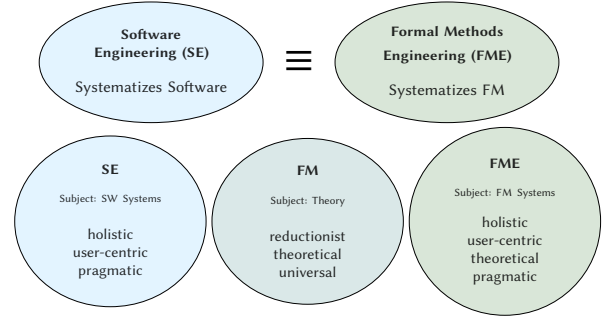 Software
Engineering (SE)
Systematizes Software
≡
Formal Methods
Engineering (FME)
Systematizes FM
SE
Subject: SW Systems
holistic
user-centric
pragmatic
FM
Subject: Theory
reductionist
theoretical
universal
FME
Subject: FM Systems
holistic
user-centric
theoretical
pragmatic